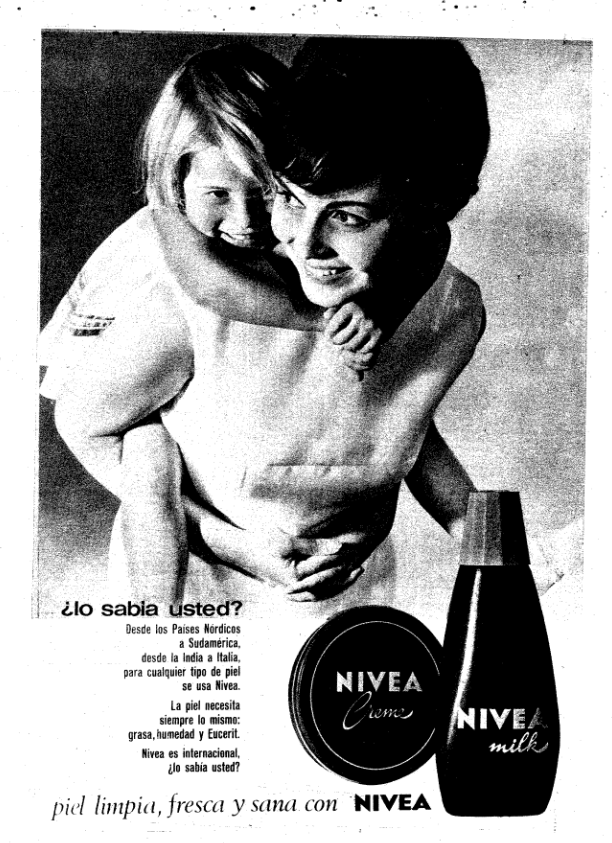 ¿lo sabia usted?
Desde los Países Nórdicos
a Sudamérica,
desde la India a Italia,
para cualquier tipo de piel
se usa Nivea.
La piel necesita
siempre lo mismo:
grasa, humedad y Eucerit.
Nivea es internacional,
¿lo sabía usted?
NIVEA
Creme
NIVEA
milk
piel limpia, fresca y sana con NIVEA